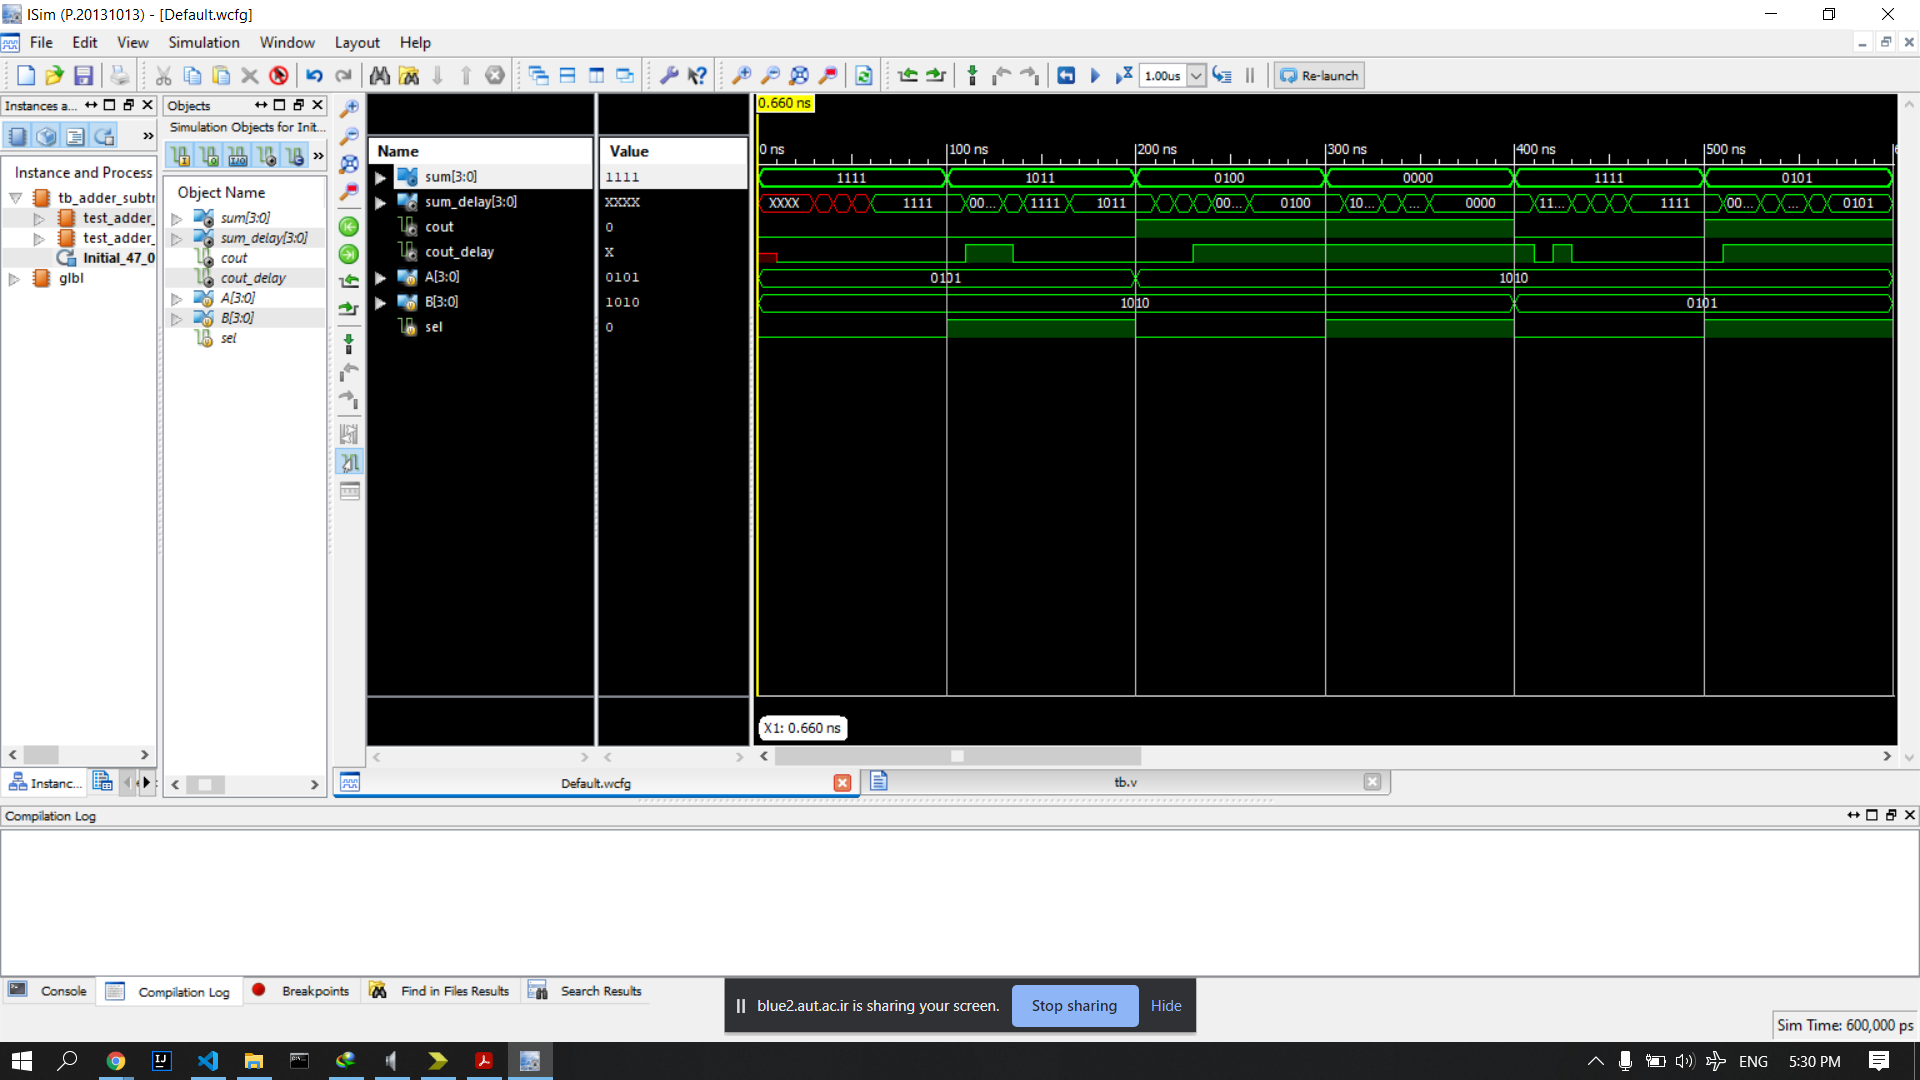 ISim (P.20131013) - [Default.wcfg]
File Edit View Simulation Window Layout Help
1.00us Re-launch
Instances a...
Instance and Process
tb_adder_subtr
test_adder_
test_adder_
Initial_47_0
glbl
Instanc...
Objects
Simulation Objects for Init...
Object Name
sum[3:0]
sum_delay[3:0]
cout
cout_delay
A[3:0]
B[3:0]
sel
Name Value
sum[3:0] 1111
sum_delay[3:0] XXXX
cout 0
cout_delay X
A[3:0] 0101
B[3:0] 1010
sel 0
0.660 ns
0 ns 100 ns 200 ns 300 ns 400 ns 500 ns
1111 1011 0100 0000 1111 0101
XXXX 1111 00... 1111 1011 00... 0100 10... ... 0000 11... 1111 00... ... 0101
0101 1010
1010 0101
X1: 0.660 ns
Default.wcfg tb.v
Compilation Log
Console Compilation Log Breakpoints Find in Files Results Search Results
blue2.aut.ac.ir is sharing your screen. Stop sharing Hide
Sim Time: 600,000 ps
ENG 5:30 PM